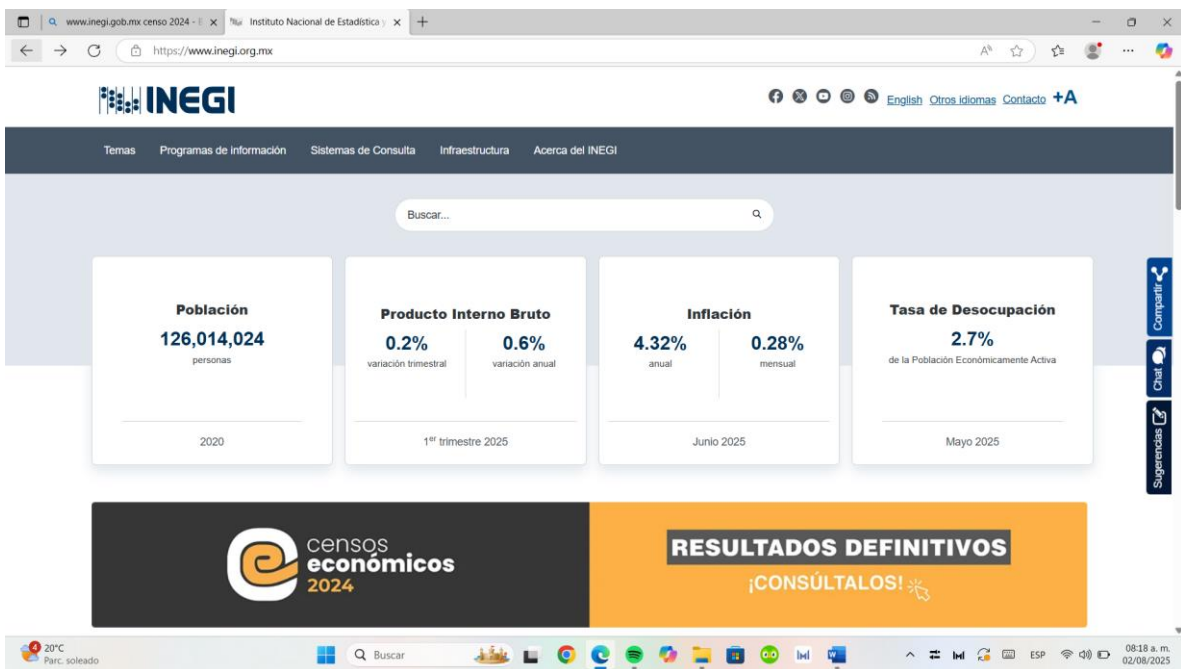 www.inegi.gob.mx censo 2024 - B
Instituto Nacional de Estadística y
https://www.inegi.org.mx
INEGI
English Otros idiomas Contacto +A
Temas Programas de información Sistemas de Consulta Infraestructura Acerca del INEGI
Buscar...
Población
126,014,024
personas
2020
Producto Interno Bruto
0.2% 0.6%
variación trimestral variación anual
1er trimestre 2025
Inflación
4.32% 0.28%
anual mensual
Junio 2025
Tasa de Desocupación
2.7%
de la Población Económicamente Activa
Mayo 2025
Compartir
Chat
Sugerencias
censos
económicos
2024
RESULTADOS DEFINITIVOS
¡CONSÚLTALOS!
4
20°C
Parc. soleado
Buscar
ESP
08:18 a. m.
02/08/2025